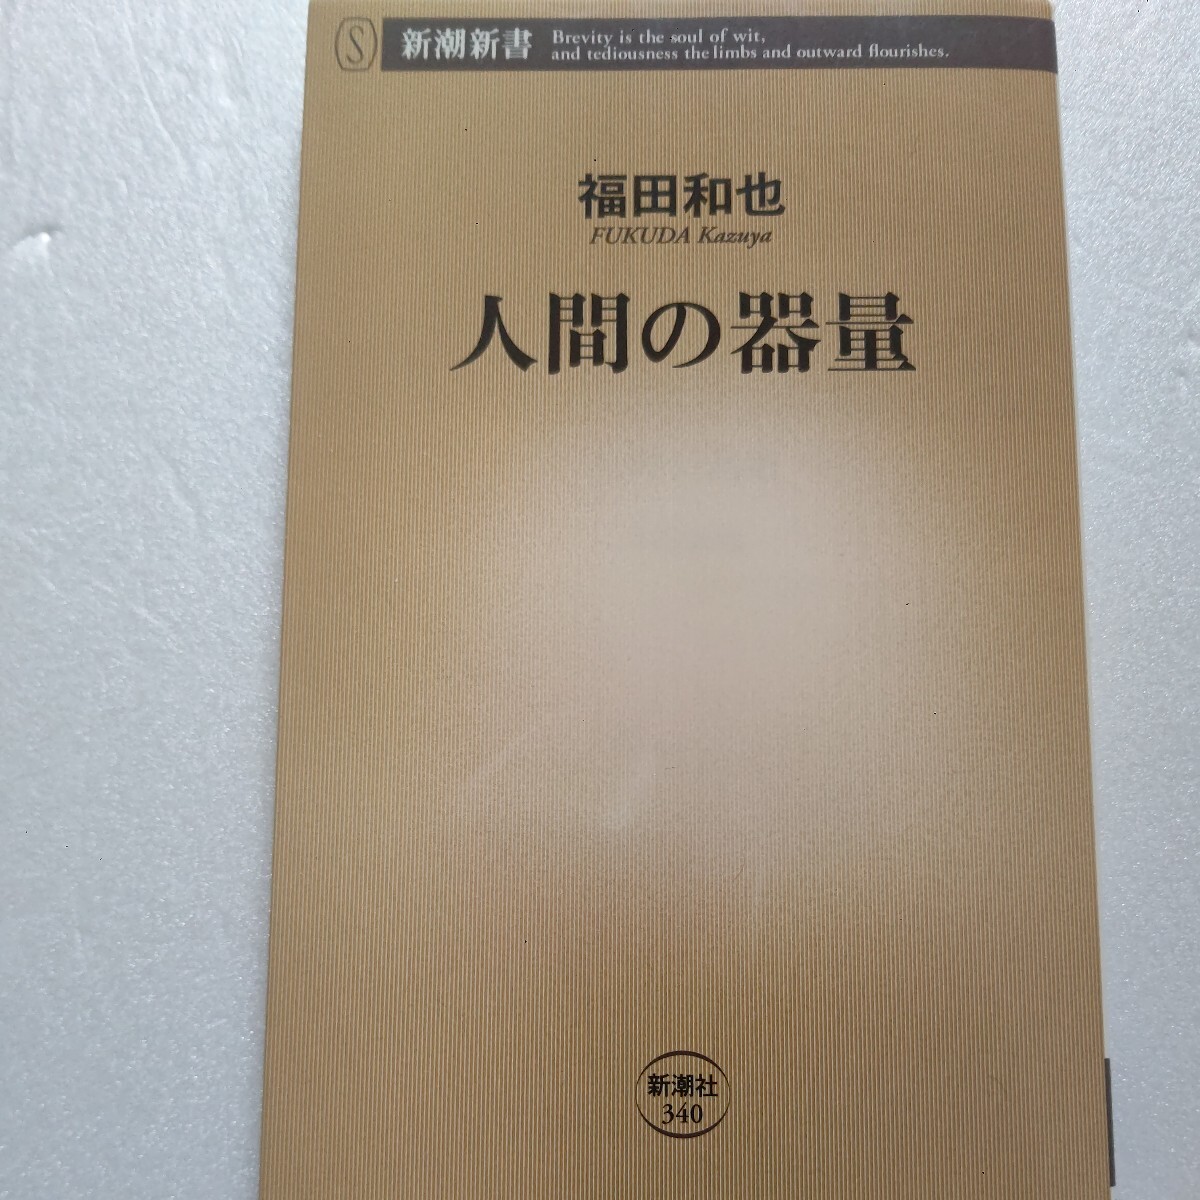 S
新潮新書
Brevity is the soul of wit,
and tediousness the limbs and outward flourishes.
福田和也
FUKUDA Kazuya
人間の器量
新潮社
340